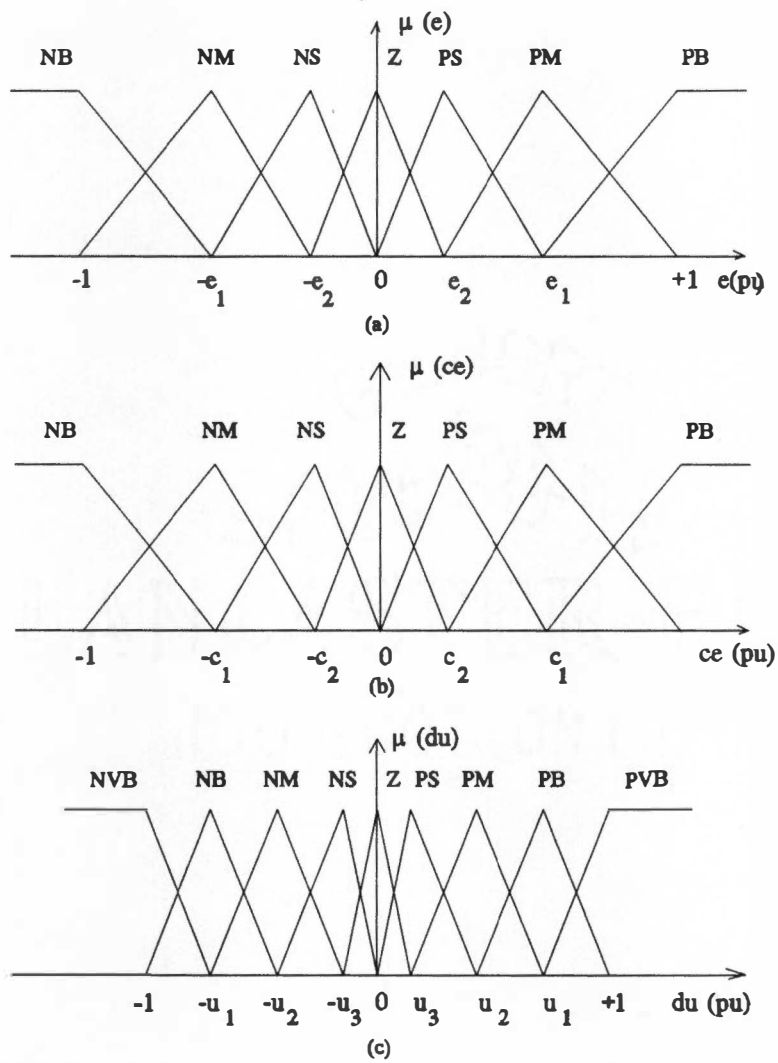 μ (e)
NB NM NS Z PS PM PB
-1 -e₁ -e₂ 0 e₂ e₁ +1 e(pu)
(a)
μ (ce)
NB NM NS Z PS PM PB
-1 -c₁ -c₂ 0 c₂ c₁ ce (pu)
(b)
μ (du)
NVB NB NM NS Z PS PM PB PVB
-1 -u₁ -u₂ -u₃ 0 u₃ u₂ u₁ +1 du (pu)
(c)